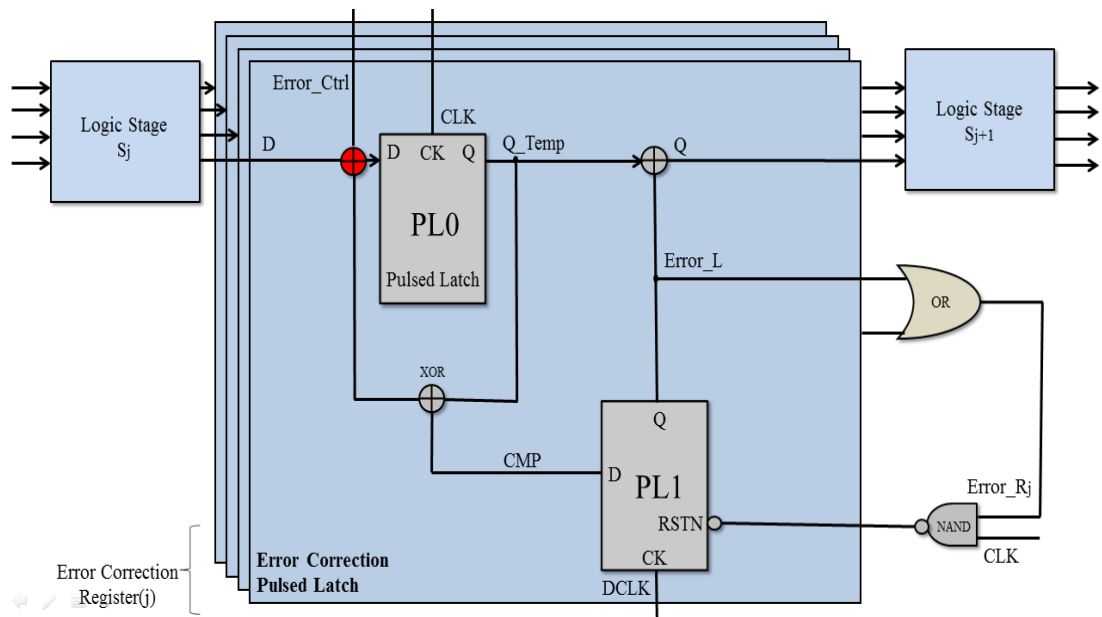 Error_Ctrl
CLK
Logic Stage
Sj
D
D CK Q
Q_Temp
Q
Logic Stage
Sj+1
PL0
Pulsed Latch
Error_L
OR
XOR
Q
CMP
D
PL1
RSTN
CK
DCLK
Error_Rj
NAND
CLK
Error Correction
Pulsed Latch
Error Correction
Register(j)